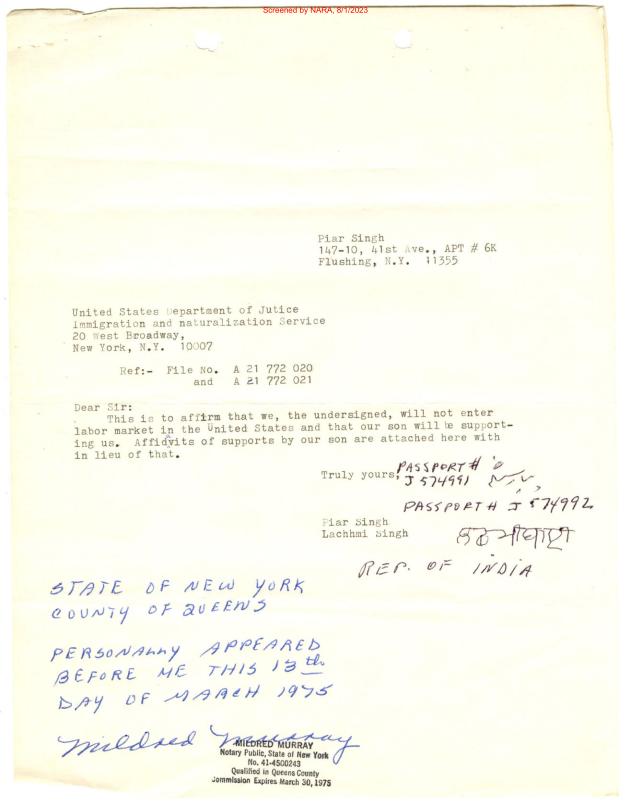 Screened by NARA, 8/1/2023
Piar Singh
147-10, 41st Ave., APT # 6K
Flushing, N.Y. 11355
United States Department of Jutice
Immigration and naturalization Service
20 West Broadway,
New York, N.Y. 10007
Ref:- File No. A 21 772 020
and A 21 772 021
Dear Sir:
This is to affirm that we, the undersigned, will not enter
labor market in the United States and that our son will be support-
ing us. Affidvits of supports by our son are attached here with
in lieu of that.
Truly yours,
PASSPORT #
J 574991
PASSPORT # J 574992
Piar Singh
Lachhmi Singh
REP. OF INDIA
STATE OF NEW YORK
COUNTY OF QUEENS
PERSONALLY APPEARED
BEFORE ME THIS 13th
DAY OF MARCH 1975
Mildred Murray
MILDRED MURRAY
Notary Public, State of New York
No. 41-4500243
Qualified in Queens County
Commission Expires March 30, 1975